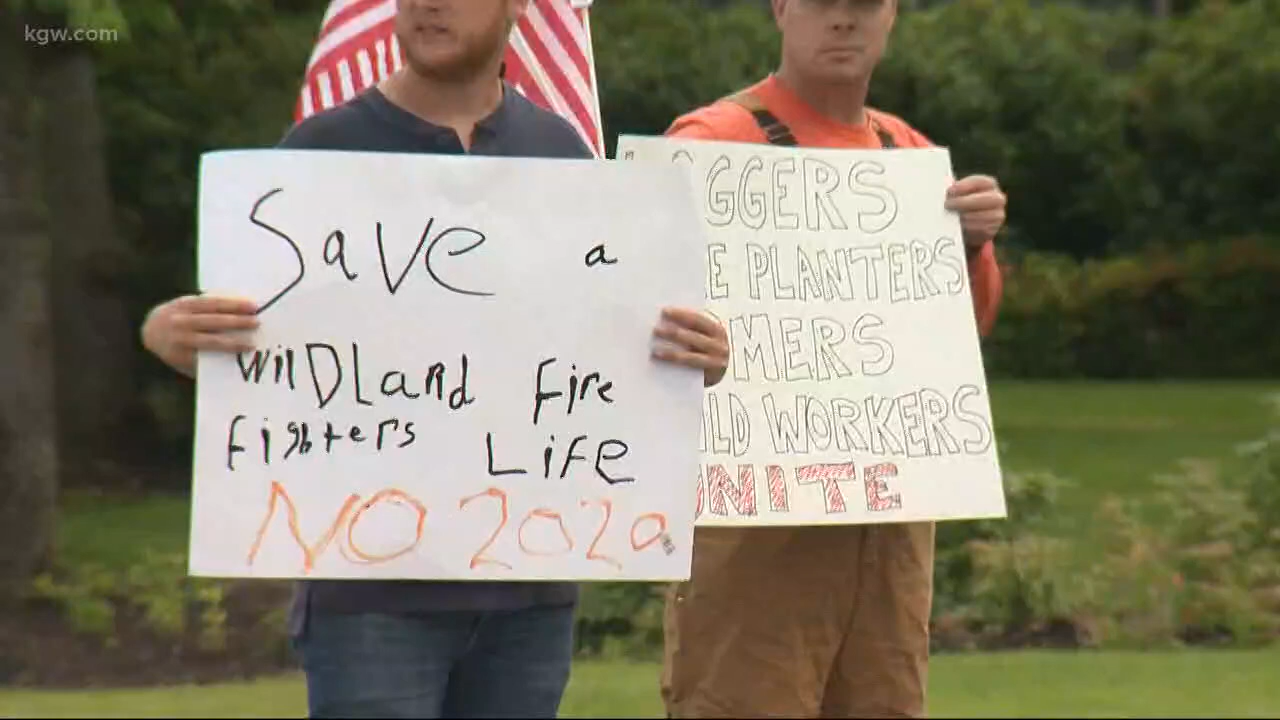 kgw.com
Save a
WilDLand Fire
Fighters Life
NO 2020
GGERS
E PLANTERS
MERS
LD WORKERS
NITE